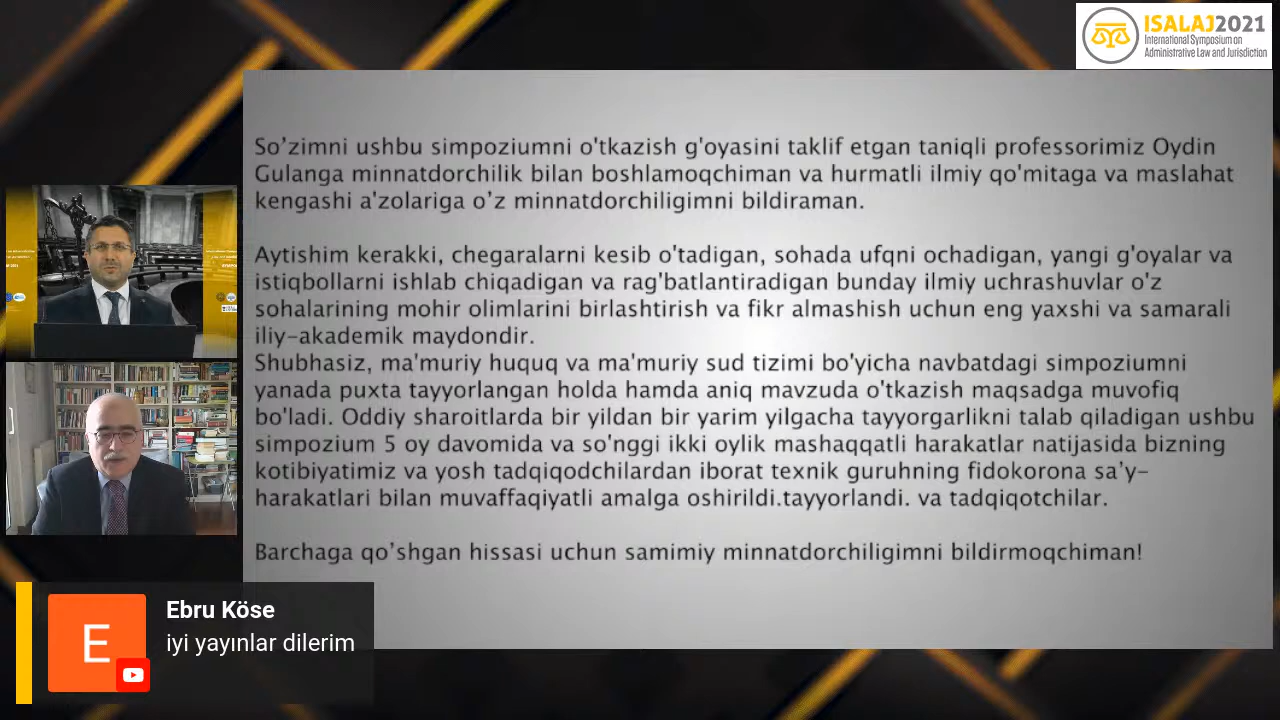 ISALAJ2021
International Symposium on
Administrative Law and Jurisdiction
So’zimni ushbu simpoziumni o'tkazish g'oyasini taklif etgan taniqli professorimiz Oydin
Gulanga minnatdorchilik bilan boshlamoqchiman va hurmatli ilmiy qo'mitaga va maslahat
kengashi a'zolariga o’z minnatdorchiligimni bildiraman.
Aytishim kerakki, chegaralarni kesib o'tadigan, sohada ufqni ochadigan, yangi g'oyalar va
istiqbollarni ishlab chiqadigan va rag'batlantiradigan bunday ilmiy uchrashuvlar o'z
sohalarining mohir olimlarini birlashtirish va fikr almashish uchun eng yaxshi va samarali
iliy-akademik maydondir.
Shubhasiz, ma'muriy huquq va ma'muriy sud tizimi bo'yicha navbatdagi simpoziumni
yanada puxta tayyorlangan holda hamda aniq mavzuda o'tkazish maqsadga muvofiq
bo'ladi. Oddiy sharoitlarda bir yildan bir yarim yilgacha tayyorgarlikni talab qiladigan ushbu
simpozium 5 oy davomida va so'nggi ikki oylik mashaqqatli harakatlar natijasida bizning
kotibiyatimiz va yosh tadqiqodchilardan iborat texnik guruhning fidokorona sa’y-
harakatlari bilan muvaffaqiyatli amalga oshirildi.tayyorlandi. va tadqiqotchilar.
Barchaga qo’shgan hissasi uchun samimiy minnatdorchiligimni bildirmoqchiman!
E
Ebru Köse
iyi yayınlar dilerim